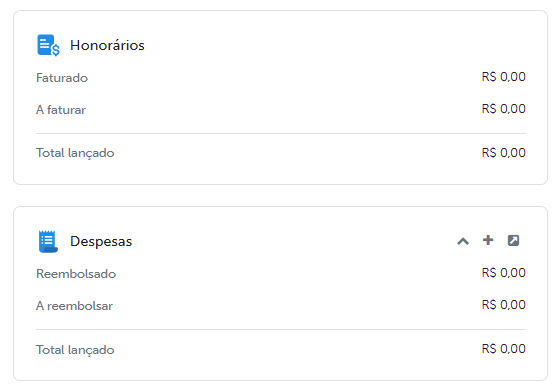 Honorários
Faturado R$ 0,00
A faturar R$ 0,00
Total lançado R$ 0,00
Despesas
Reembolsado R$ 0,00
A reembolsar R$ 0,00
Total lançado R$ 0,00